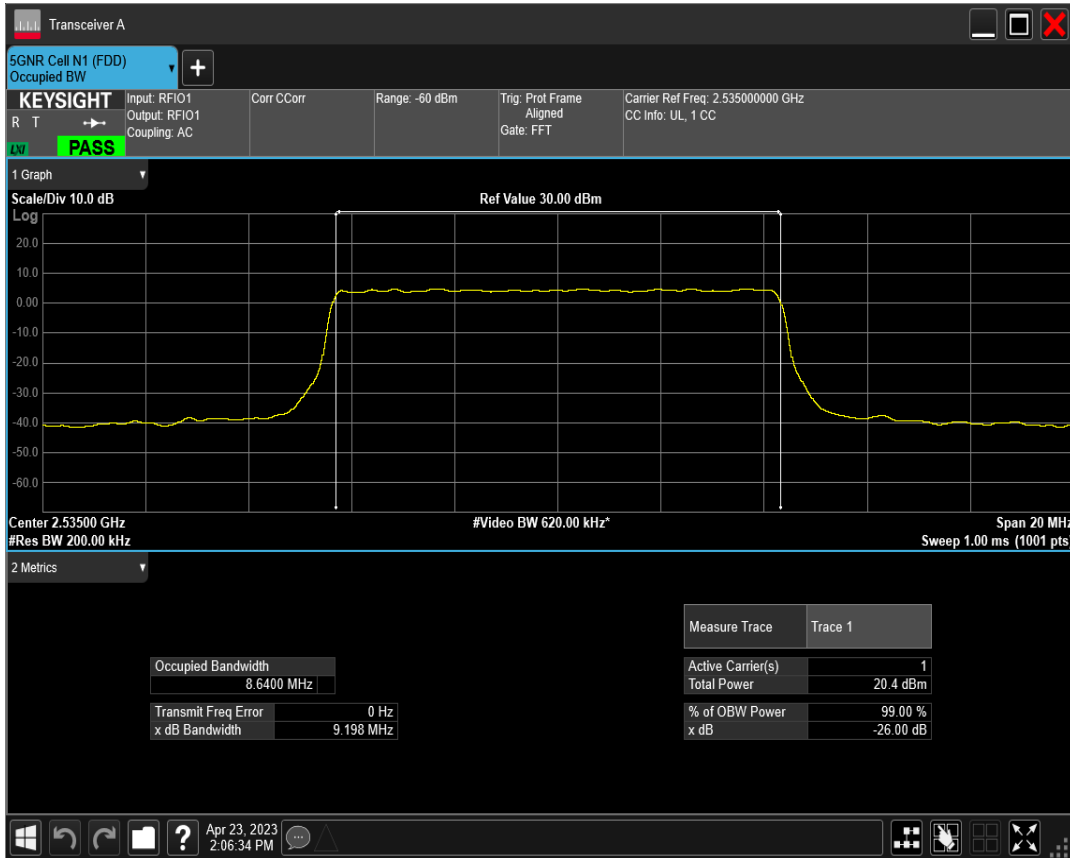 Transceiver A
5GNR Cell N1 (FDD)
Occupied BW
KEYSIGHT
R T
LXI
PASS
Input: RFIO1
Output: RFIO1
Coupling: AC
Corr CCorr
Range: -60 dBm
Trig: Prot Frame
Aligned
Gate: FFT
Carrier Ref Freq: 2.535000000 GHz
CC Info: UL, 1 CC
1 Graph
Scale/Div 10.0 dB
Ref Value 30.00 dBm
Log
20.0
10.0
0.00
-10.0
-20.0
-30.0
-40.0
-50.0
-60.0
Center 2.53500 GHz
#Video BW 620.00 kHz*
Span 20 MHz
#Res BW 200.00 kHz
Sweep 1.00 ms (1001 pts)
2 Metrics
Measure Trace Trace 1
Occupied Bandwidth
8.6400 MHz
Active Carrier(s) 1
Total Power 20.4 dBm
Transmit Freq Error 0 Hz
x dB Bandwidth 9.198 MHz
% of OBW Power 99.00 %
x dB -26.00 dB
Apr 23, 2023
2:06:34 PM